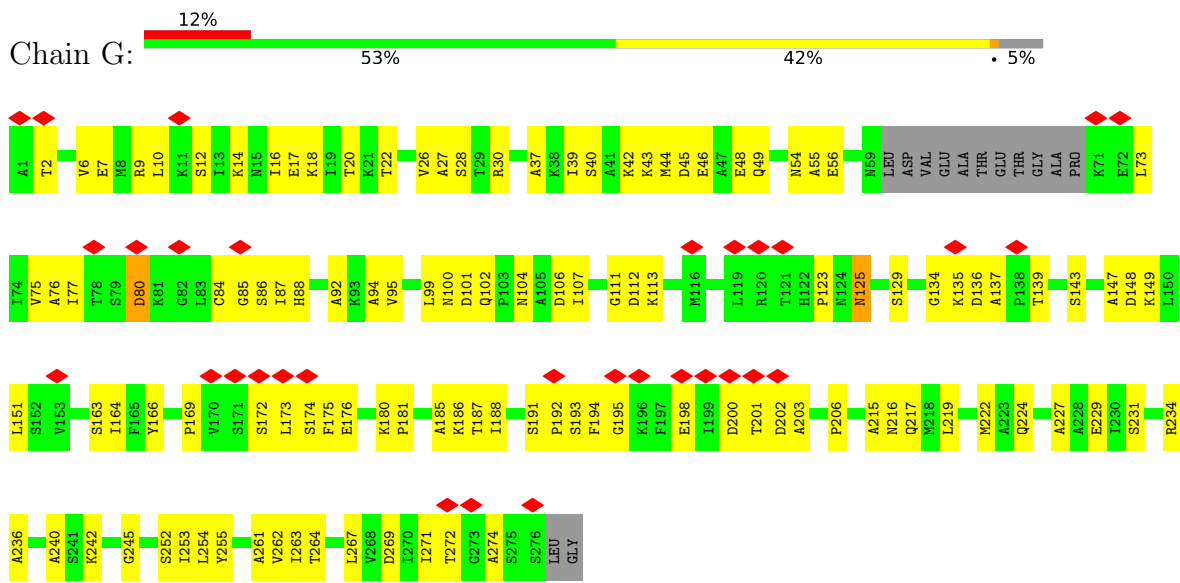 12%
Chain G:
53% 42% • 5%
A1 T2 V6 E7 M8 R9 L10 K11 S12 I13 K14 N15 I16 E17 K18 I19 T20 K21 T22 V26 A27 S28 T29 R30 A37 K38 I39 S40 A41 K42 K43 M44 D45 E46 A47 E48 Q49 N54 A55 E56 N59 LEU ASP VAL GLU ALA THR GLU THR GLY ALA PRO K71 E72 L73
I74 V75 A76 I77 T78 S79 D80 K81 G82 L83 C84 G85 S86 I87 H88 A92 K93 A94 V95 L99 N100 D101 Q102 P103 N104 A105 D106 I107 G111 D112 K113 M116 L119 R120 T121 H122 P123 N124 N125 S129 G134 K135 D136 A137 P138 T139 S143 A147 D148 K149 L150
L151 S152 V153 S163 I164 F165 Y166 P169 V170 S171 S172 L173 S174 F175 E176 K180 P181 A185 K186 T187 I188 S191 P192 S193 F194 G195 K196 F197 E198 I199 D200 T201 D202 A203 P206 A215 N216 Q217 M218 L219 M222 A223 Q224 A227 A228 E229 I230 S231 R234
A236 A240 S241 K242 G245 S252 I253 L254 Y255 A261 V262 I263 T264 L267 V268 D269 I270 I271 T272 G273 A274 S275 S276 LEU GLY